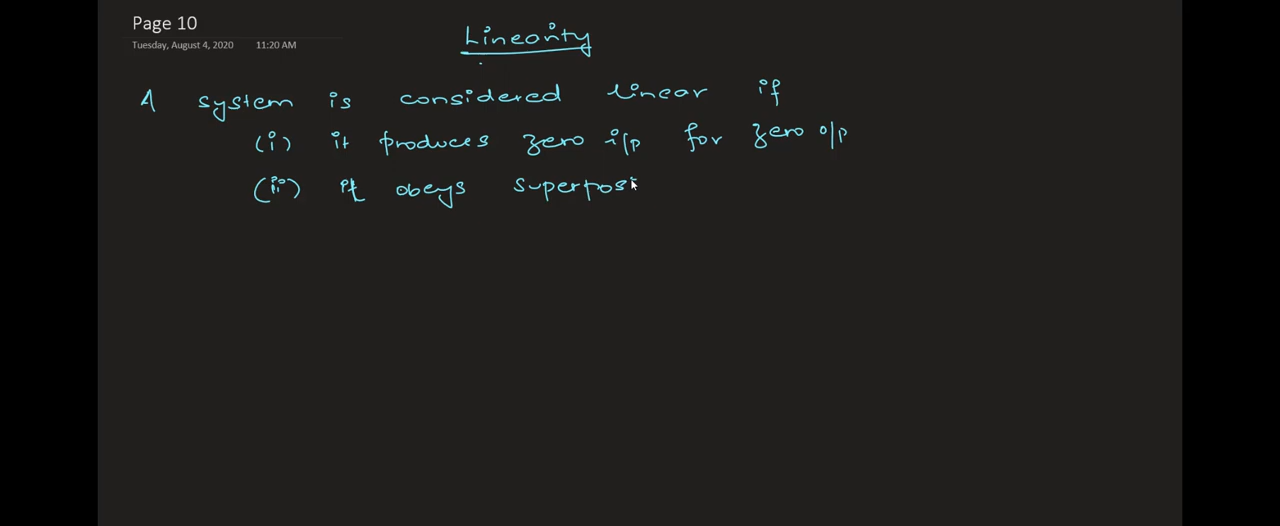 Page 10
Tuesday, August 4, 2020 11:20 AM
Linearity
A system is considered linear if
(i) it produces zero i/p for zero o/p
(ii) it obeys superposi